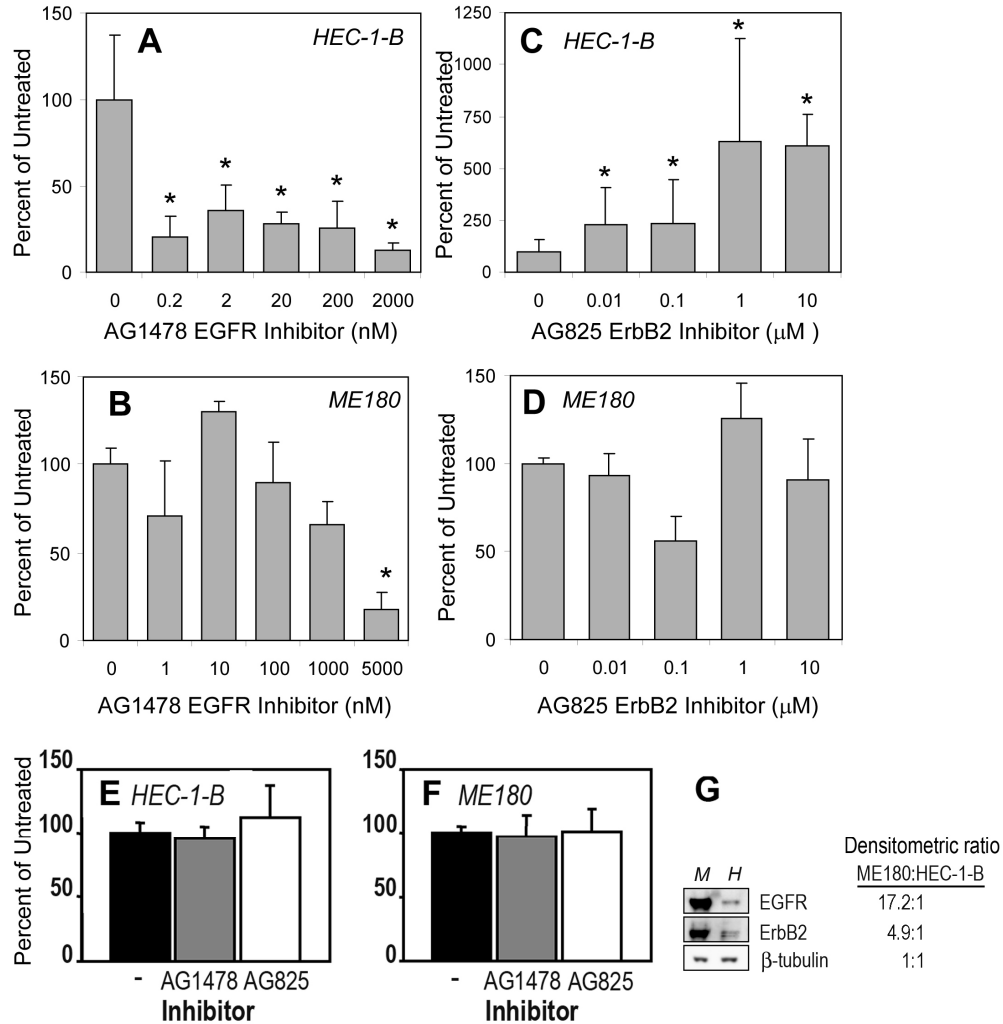 A HEC-1-B
Percent of Untreated
150
100
50
0
*
*
*
*
*
0 0.2 2 20 200 2000
AG1478 EGFR Inhibitor (nM)
C HEC-1-B
Percent of Untreated
1250
1000
750
500
250
0
*
*
*
*
0 0.01 0.1 1 10
AG825 ErbB2 Inhibitor (μM )
B ME180
Percent of Untreated
150
100
50
0
*
0 1 10 100 1000 5000
AG1478 EGFR Inhibitor (nM)
D ME180
Percent of Untreated
150
100
50
0
0 0.01 0.1 1 10
AG825 ErbB2 Inhibitor (μM)
E HEC-1-B
Percent of Untreated
150
100
50
0
- AG1478 AG825
Inhibitor
F ME180
150
100
50
0
- AG1478 AG825
Inhibitor
G
Densitometric ratio
M H ME180:HEC-1-B
EGFR 17.2:1
ErbB2 4.9:1
β-tubulin 1:1